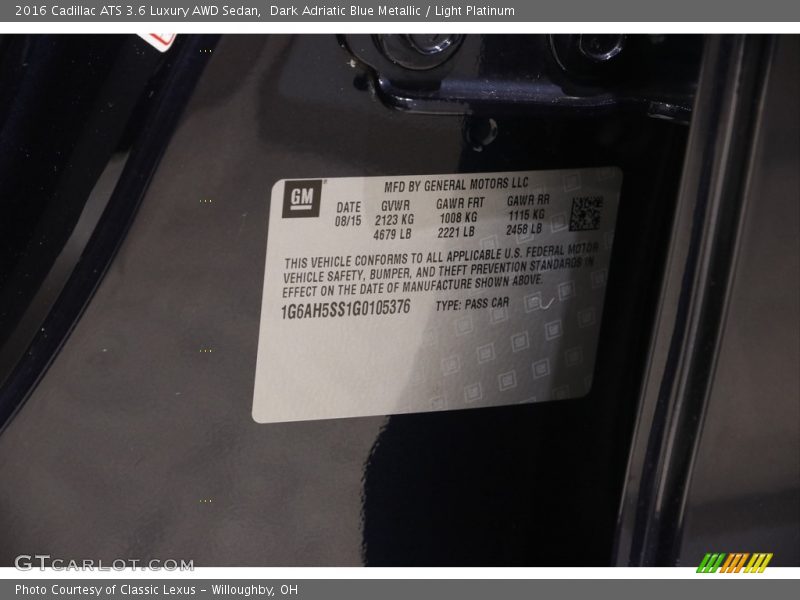 2016 Cadillac ATS 3.6 Luxury AWD Sedan,  Dark Adriatic Blue Metallic / Light Platinum
GM
MFD BY GENERAL MOTORS LLC
DATE GVWR GAWR FRT GAWR RR
08/15 2123 KG 1008 KG 1115 KG
4679 LB 2221 LB 2458 LB
THIS VEHICLE CONFORMS TO ALL APPLICABLE U.S. FEDERAL MOTOR
VEHICLE SAFETY, BUMPER, AND THEFT PREVENTION STANDARDS IN
EFFECT ON THE DATE OF MANUFACTURE SHOWN ABOVE.
1G6AH5SS1G0105376 TYPE: PASS CAR
GTcarlot.com
Photo Courtesy of Classic Lexus - Willoughby, OH